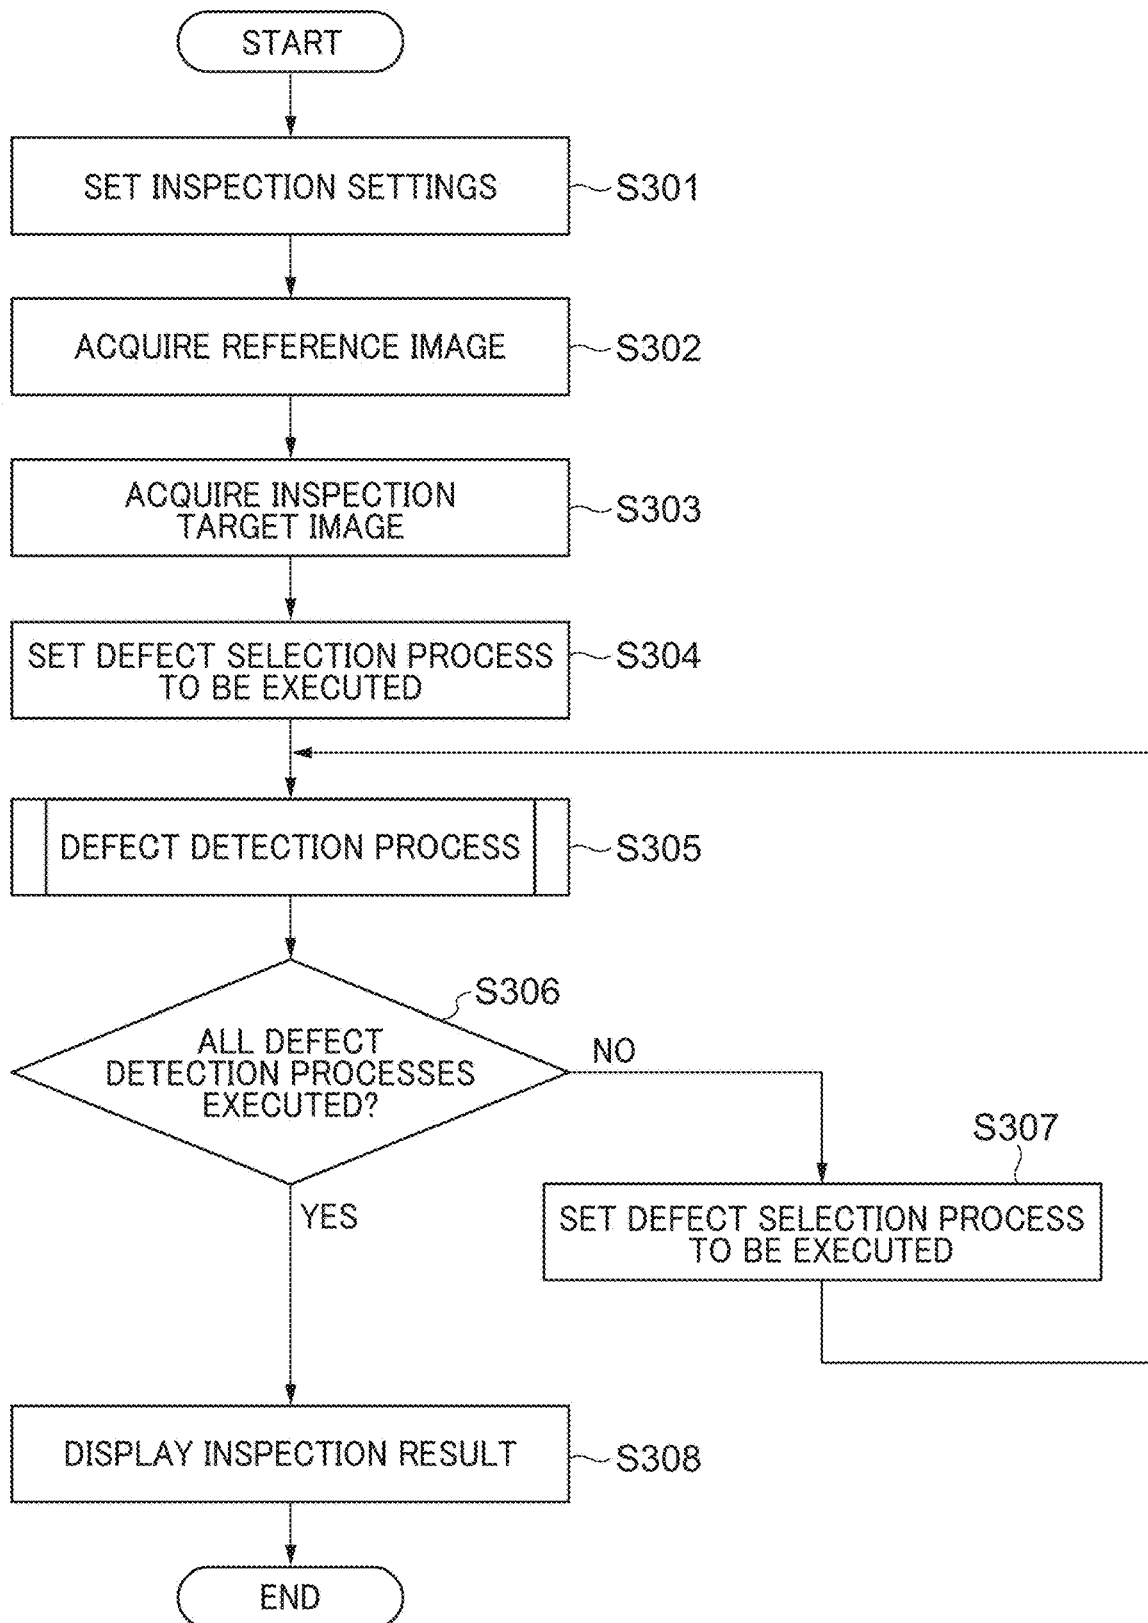 START
SET INSPECTION SETTINGS
S301
ACQUIRE REFERENCE IMAGE
S302
ACQUIRE INSPECTION
TARGET IMAGE
S303
SET DEFECT SELECTION PROCESS
TO BE EXECUTED
S304
DEFECT DETECTION PROCESS
S305
S306
ALL DEFECT
DETECTION PROCESSES
EXECUTED?
NO
YES
S307
SET DEFECT SELECTION PROCESS
TO BE EXECUTED
DISPLAY INSPECTION RESULT
S308
END